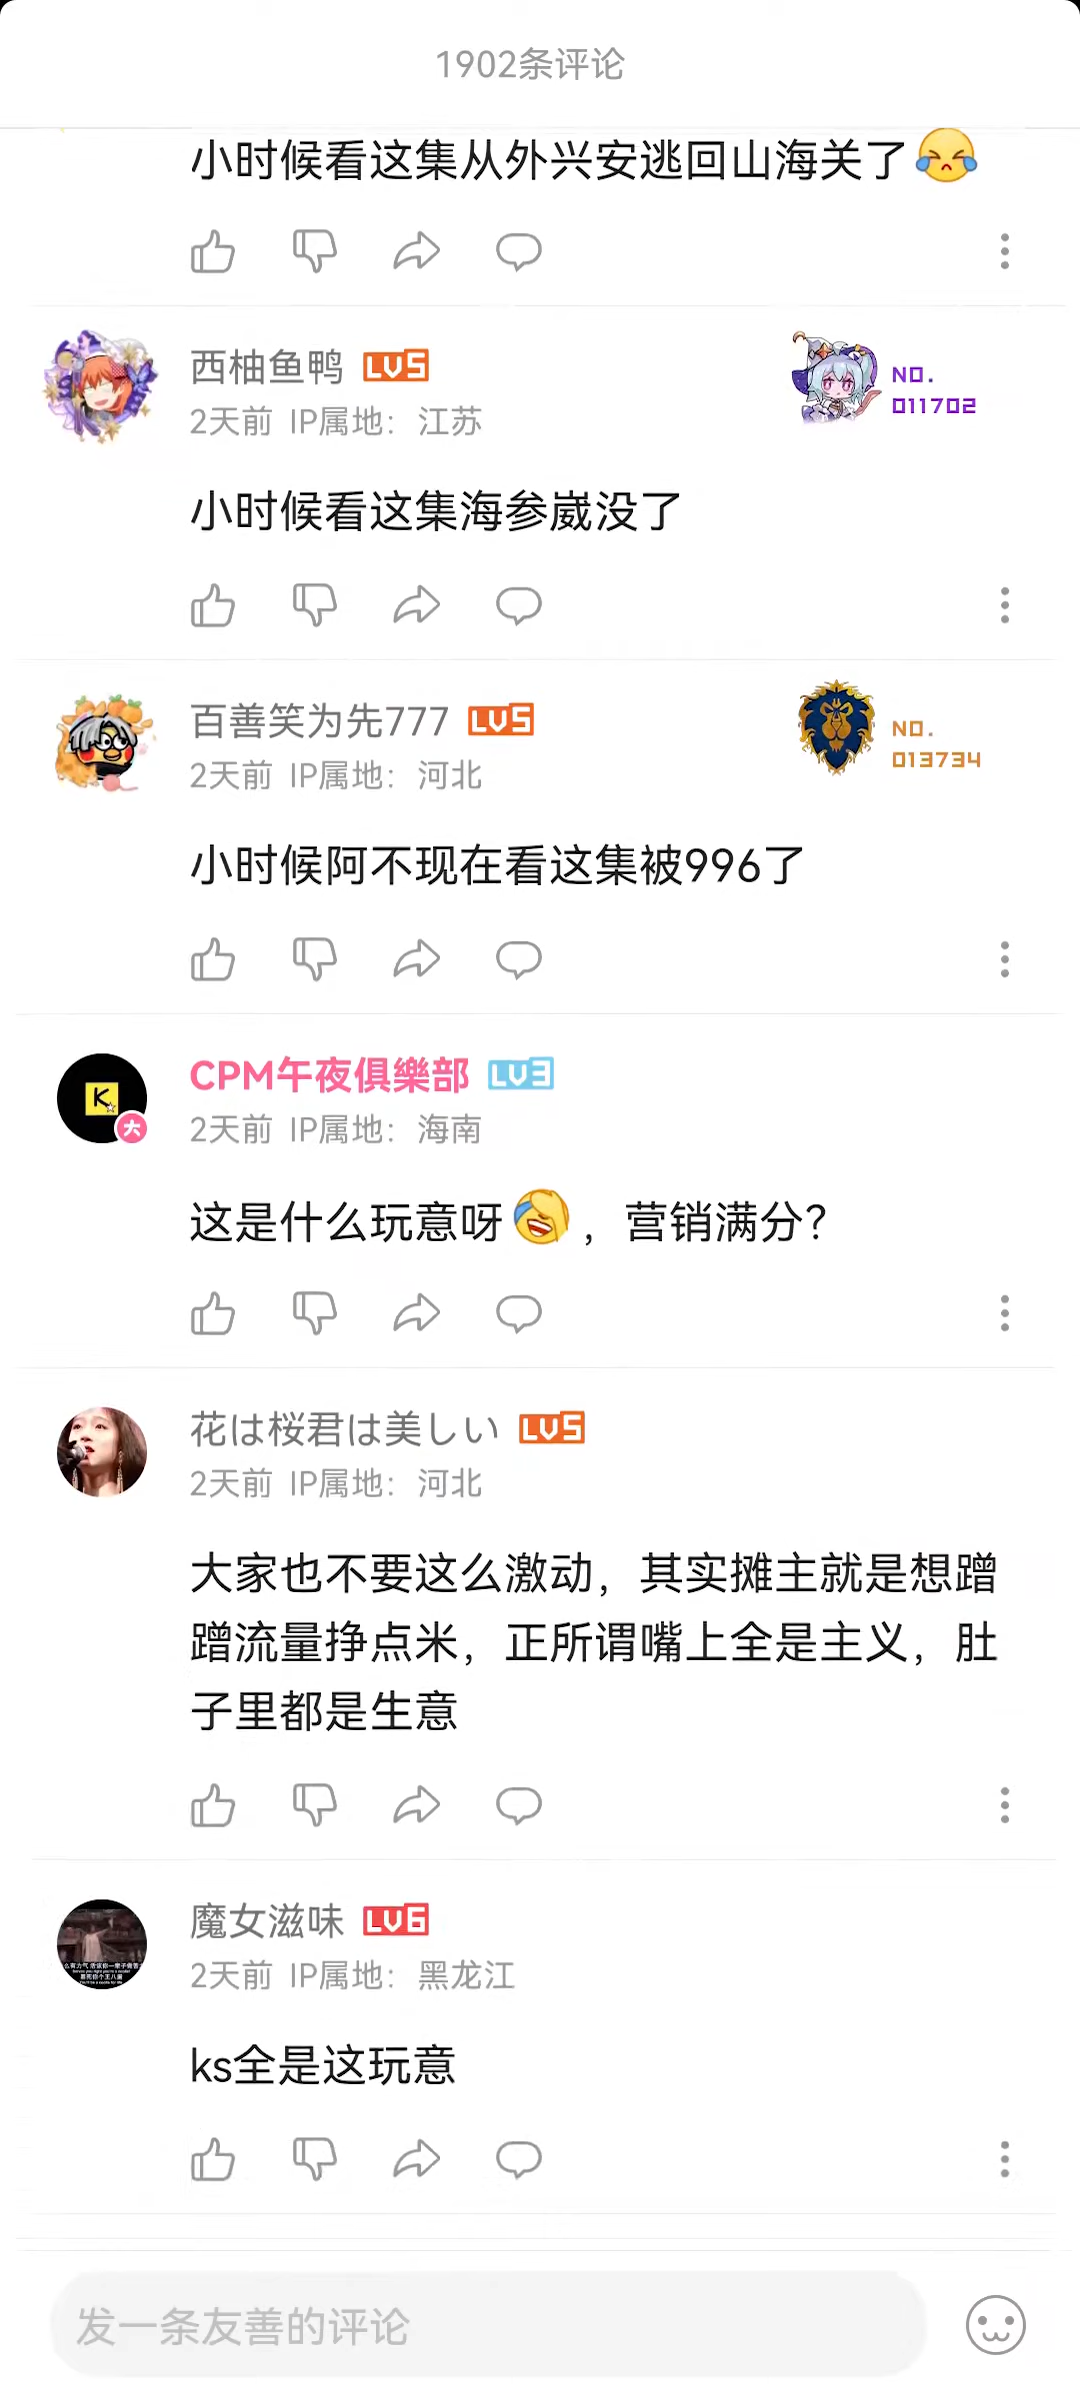 1902条评论
小时候看这集从外兴安逃回山海关了
西柚鱼鸭 LV5
NO.
011702
2天前 IP属地：江苏
小时候看这集海参崴没了
百善笑为先777 LV5
NO.
013734
2天前 IP属地：河北
小时候阿不现在看这集被996了
K
大
CPM午夜俱樂部 LV3
2天前 IP属地：海南
这是什么玩意呀，营销满分？
花は桜君は美しい LV5
2天前 IP属地：河北
大家也不要这么激动，其实摊主就是想蹭
蹭流量挣点米，正所谓嘴上全是主义，肚
子里都是生意
魔女滋味 LV6
2天前 IP属地：黑龙江
ks全是这玩意
发一条友善的评论